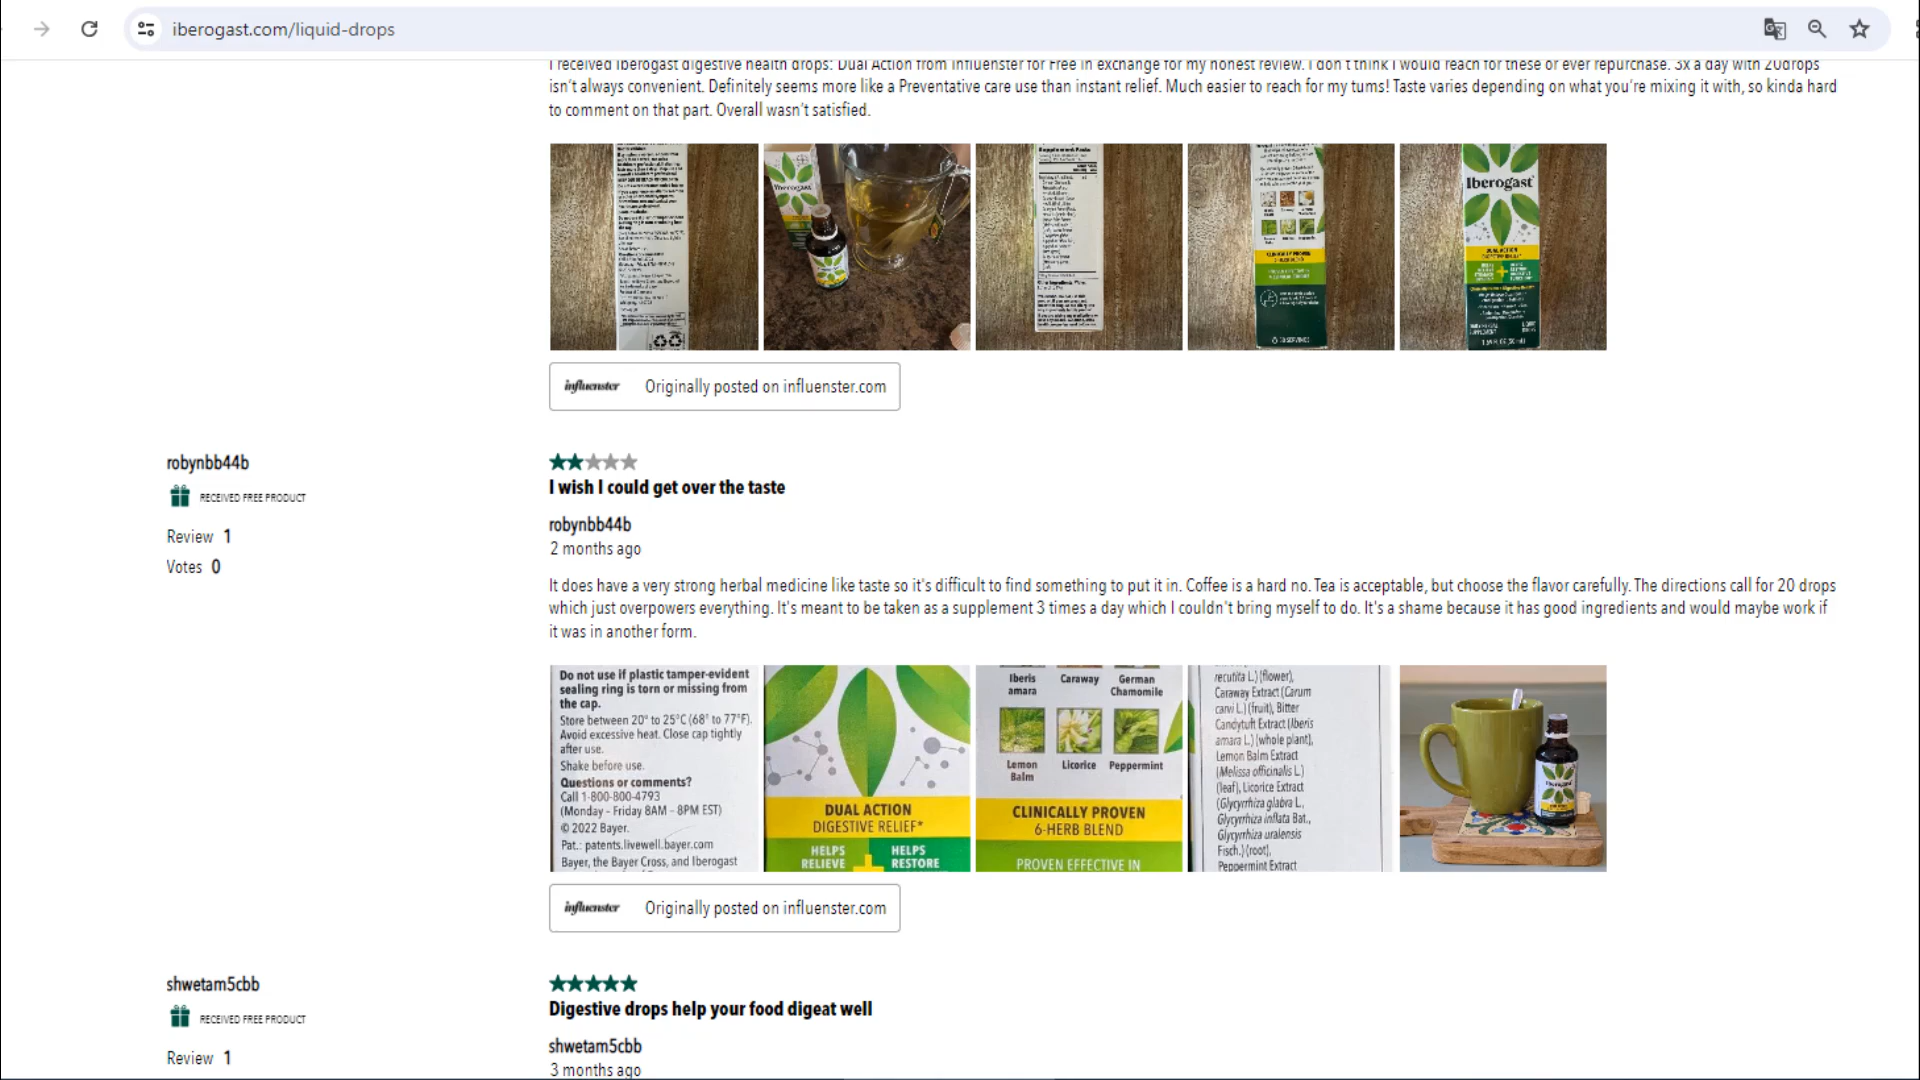 iberogast.com/liquid-drops
I received Iberogast digestive health drops: Dual Action from Influenster for Free in exchange for my honest review. I don't think I would reach for these or ever repurchase. 3x a day with 20drops
isn't always convenient. Definitely seems more like a Preventative care use than instant relief. Much easier to reach for my tums! Taste varies depending on what you're mixing it with, so kinda hard
to comment on that part. Overall wasn't satisfied.
Supplement Facts
Iberogast
Iberogast
DUAL ACTION
DIGESTIVE RELIEF*
CLINICALLY PROVEN
6-HERB BLEND
influenster Originally posted on influenster.com
robynbb44b
RECEIVED FREE PRODUCT
Review 1
Votes 0
I wish I could get over the taste
robynbb44b
2 months ago
It does have a very strong herbal medicine like taste so it's difficult to find something to put it in. Coffee is a hard no. Tea is acceptable, but choose the flavor carefully. The directions call for 20 drops
which just overpowers everything. It's meant to be taken as a supplement 3 times a day which I couldn't bring myself to do. It's a shame because it has good ingredients and would maybe work if
it was in another form.
Do not use if plastic tamper-evident
sealing ring is torn or missing from
the cap.
Store between 20° to 25°C (68° to 77°F).
Avoid excessive heat. Close cap tightly
after use.
Shake before use.
Questions or comments?
Call 1-800-800-4793
(Monday - Friday 8AM - 8PM EST)
© 2022 Bayer.
Pat.: patents.livewell.bayer.com
Bayer, the Bayer Cross, and Iberogast
DUAL ACTION
DIGESTIVE RELIEF*
HELPS
RELIEVE
HELPS
RESTORE
Iberis
amara
Caraway
German
Chamomile
Lemon
Balm
Licorice
Peppermint
CLINICALLY PROVEN
6-HERB BLEND
PROVEN EFFECTIVE IN
recutita L.) (flower),
Caraway Extract (Carum
carvi L.) (fruit), Bitter
Candytuft Extract (Iberis
amara L.) (whole plant),
Lemon Balm Extract
(Melissa officinalis L.)
(leaf), Licorice Extract
(Glycyrrhiza glabra L.,
Glycyrrhiza inflata Bat.,
Glycyrrhiza uralensis
Fisch.) (root),
Peppermint Extract
Iberogast
influenster Originally posted on influenster.com
shwetam5cbb
RECEIVED FREE PRODUCT
Review 1
Digestive drops help your food digeat well
shwetam5cbb
3 months ago